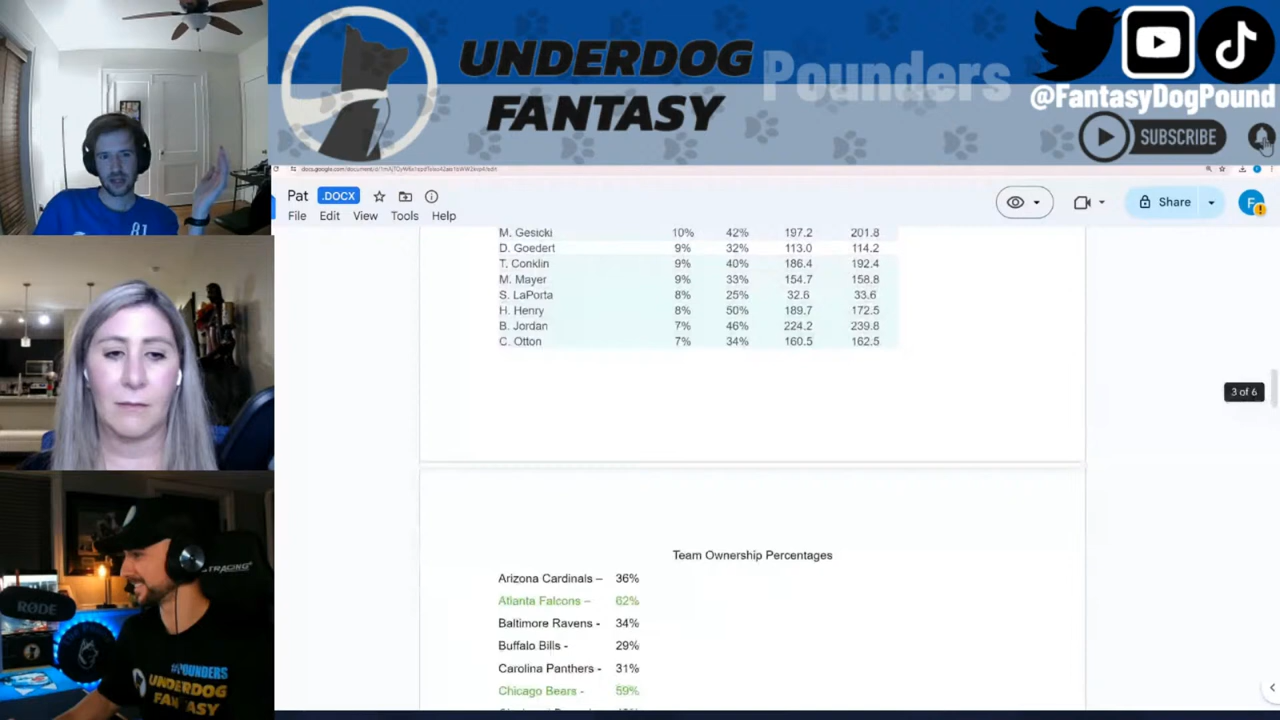 UNDERDOG
FANTASY
Pounders
@FantasyDogPound
SUBSCRIBE
Pat .DOCX
Share
F
File Edit View Tools Help
M. Gesicki 10% 42% 197.2 201.8
D. Goedert 9% 32% 113.0 114.2
T. Conklin 9% 40% 186.4 192.4
M. Mayer 9% 33% 154.7 158.8
S. LaPorta 8% 25% 32.6 33.6
H. Henry 8% 50% 189.7 172.5
B. Jordan 7% 46% 224.2 239.8
C. Otton 7% 34% 160.5 162.5
3 of 6
Team Ownership Percentages
Arizona Cardinals – 36%
Atlanta Falcons – 62%
Baltimore Ravens - 34%
Buffalo Bills - 29%
Carolina Panthers - 31%
Chicago Bears - 59%
81
RØDE
#POUNDERS
UNDERDOG
FANTASY